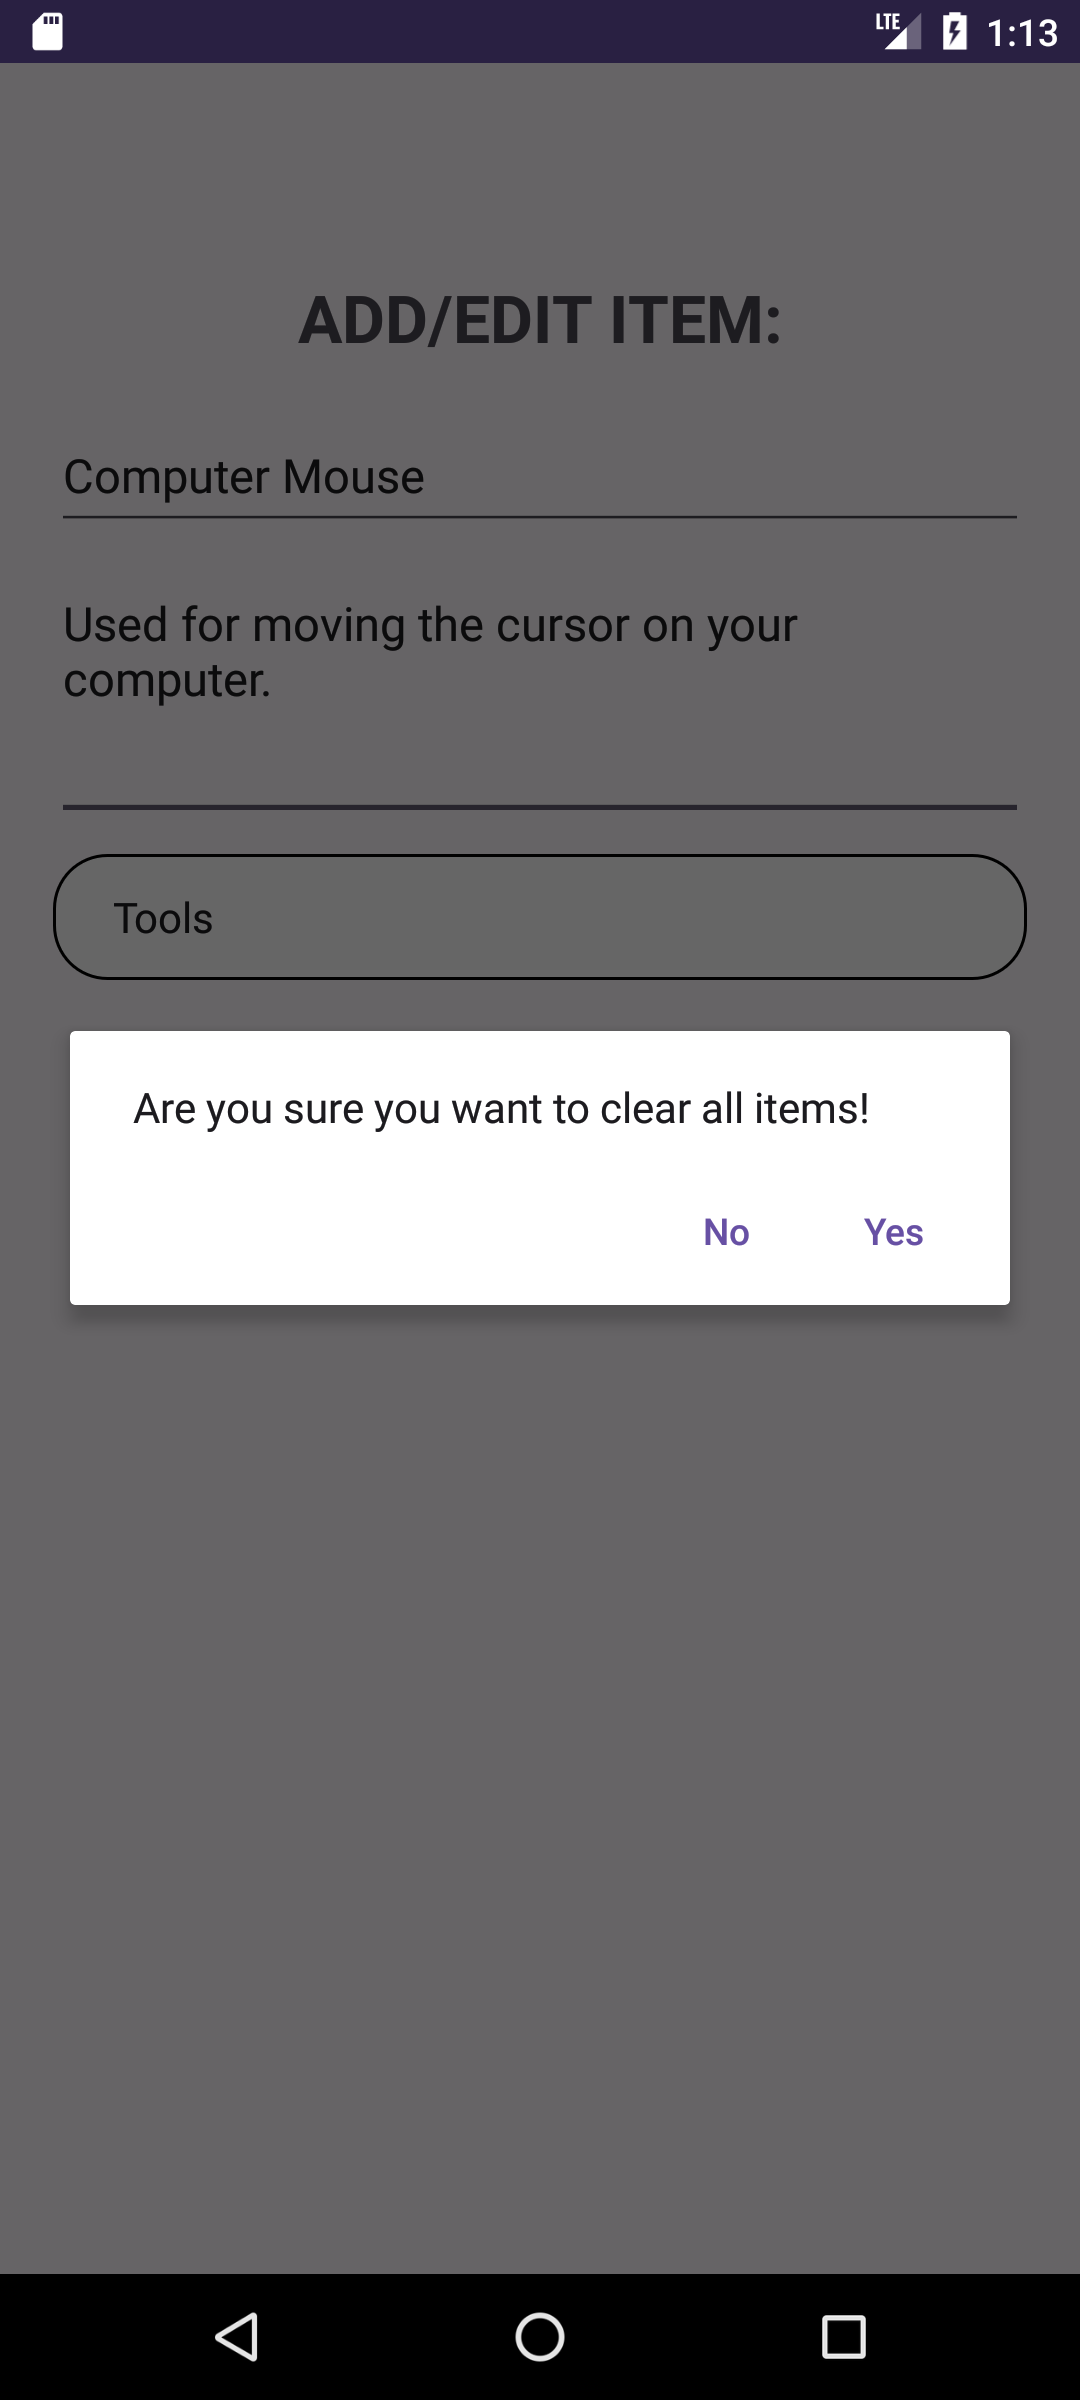 LTE 1:13
ADD/EDIT ITEM:
Computer Mouse
Used for moving the cursor on your
computer.
Tools
Are you sure you want to clear all items!
No Yes